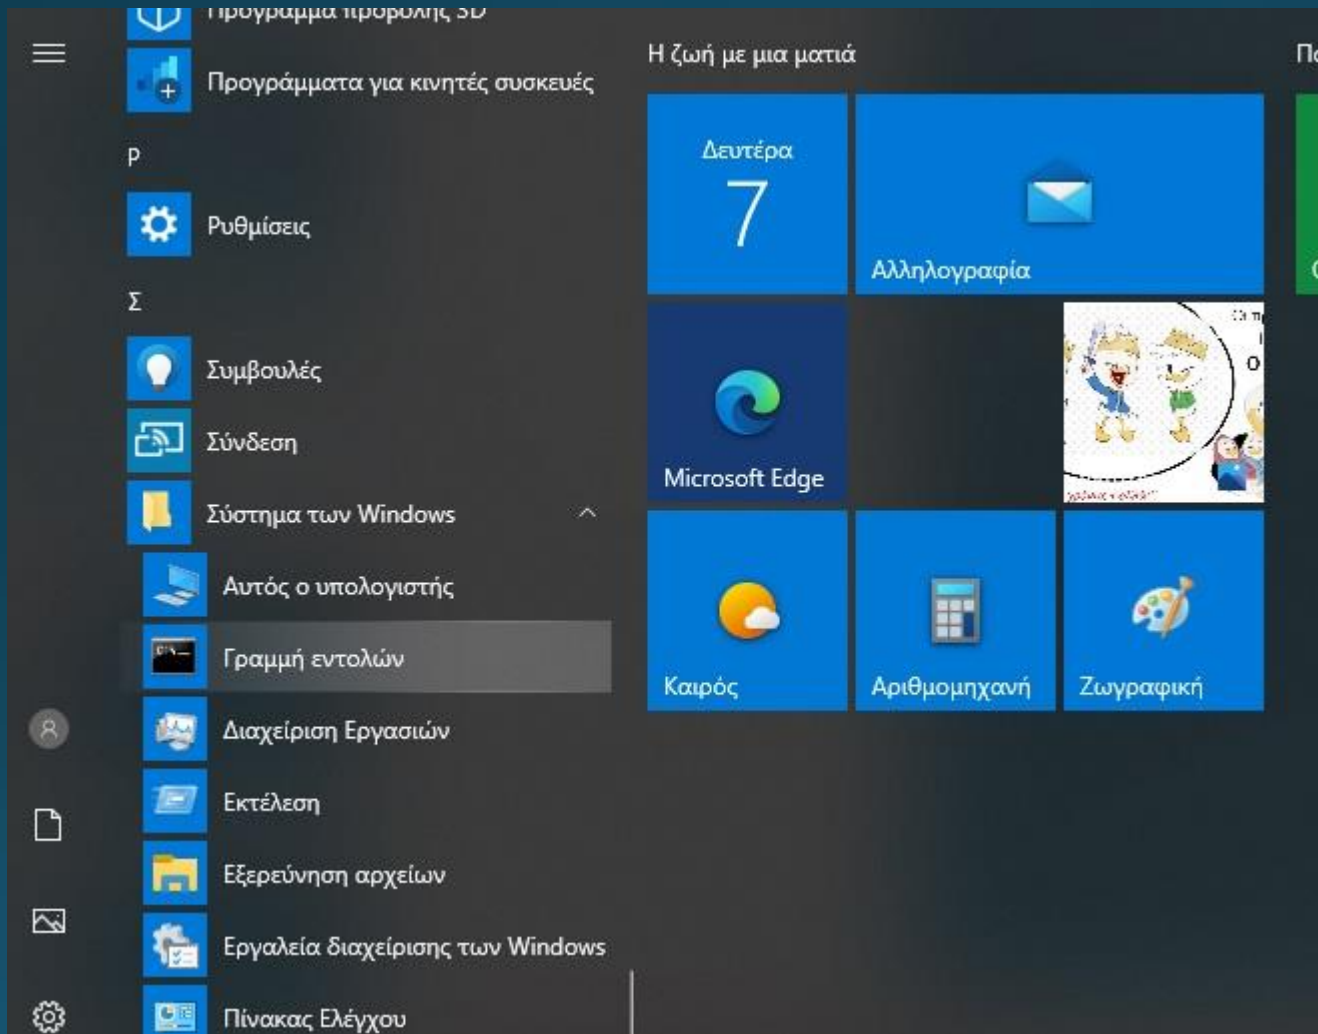 Πρόγραμμα προβολής 3D
Προγράμματα για κινητές συσκευές
Ρ
Ρυθμίσεις
Σ
Συμβουλές
Σύνδεση
Σύστημα των Windows
Αυτός ο υπολογιστής
Γραμμή εντολών
Διαχείριση Εργασιών
Εκτέλεση
Εξερεύνηση αρχείων
Εργαλεία διαχείρισης των Windows
Πίνακας Ελέγχου
Η ζωή με μια ματιά
Δευτέρα
7
Αλληλογραφία
Microsoft Edge
Καιρός
Αριθμομηχανή
Ζωγραφική